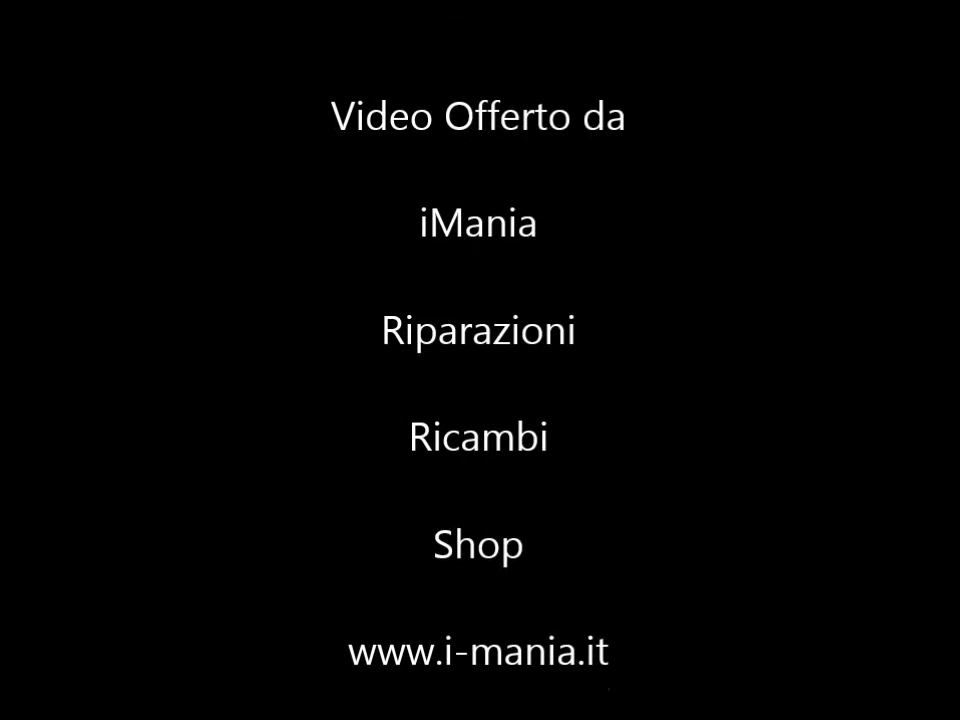 Video Offerto da
iMania
Riparazioni
Ricambi
Shop
www.i-mania.it